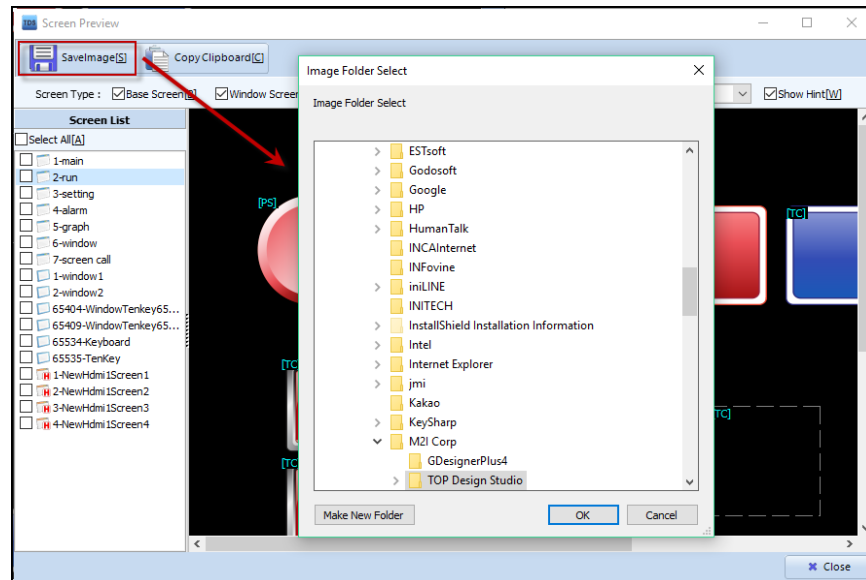 TDS Screen Preview
SaveImage[S] CopyClipboard[C]
Screen Type : Base Screen[B] Window Screen Show Hint[W]
Screen List
Select All[A]
1-main
2-run
3-setting
4-alarm
5-graph
6-window
7-screen call
1-window1
2-window2
65404-WindowTenkey65...
65409-WindowTenkey65...
65534-Keyboard
65535-TenKey
H 1-NewHdmi1Screen1
H 2-NewHdmi1Screen2
H 3-NewHdmi1Screen3
H 4-NewHdmi1Screen4
[PS]
[TC]
[TC]
Image Folder Select
Image Folder Select
ESTsoft
Godosoft
Google
HP
HumanTalk
INCAInternet
INFovine
iniLINE
INITECH
InstallShield Installation Information
Intel
Internet Explorer
jmi
Kakao
KeySharp
M2I Corp
GDesignerPlus4
TOP Design Studio
Make New Folder OK Cancel
[TC]
TC]
Close